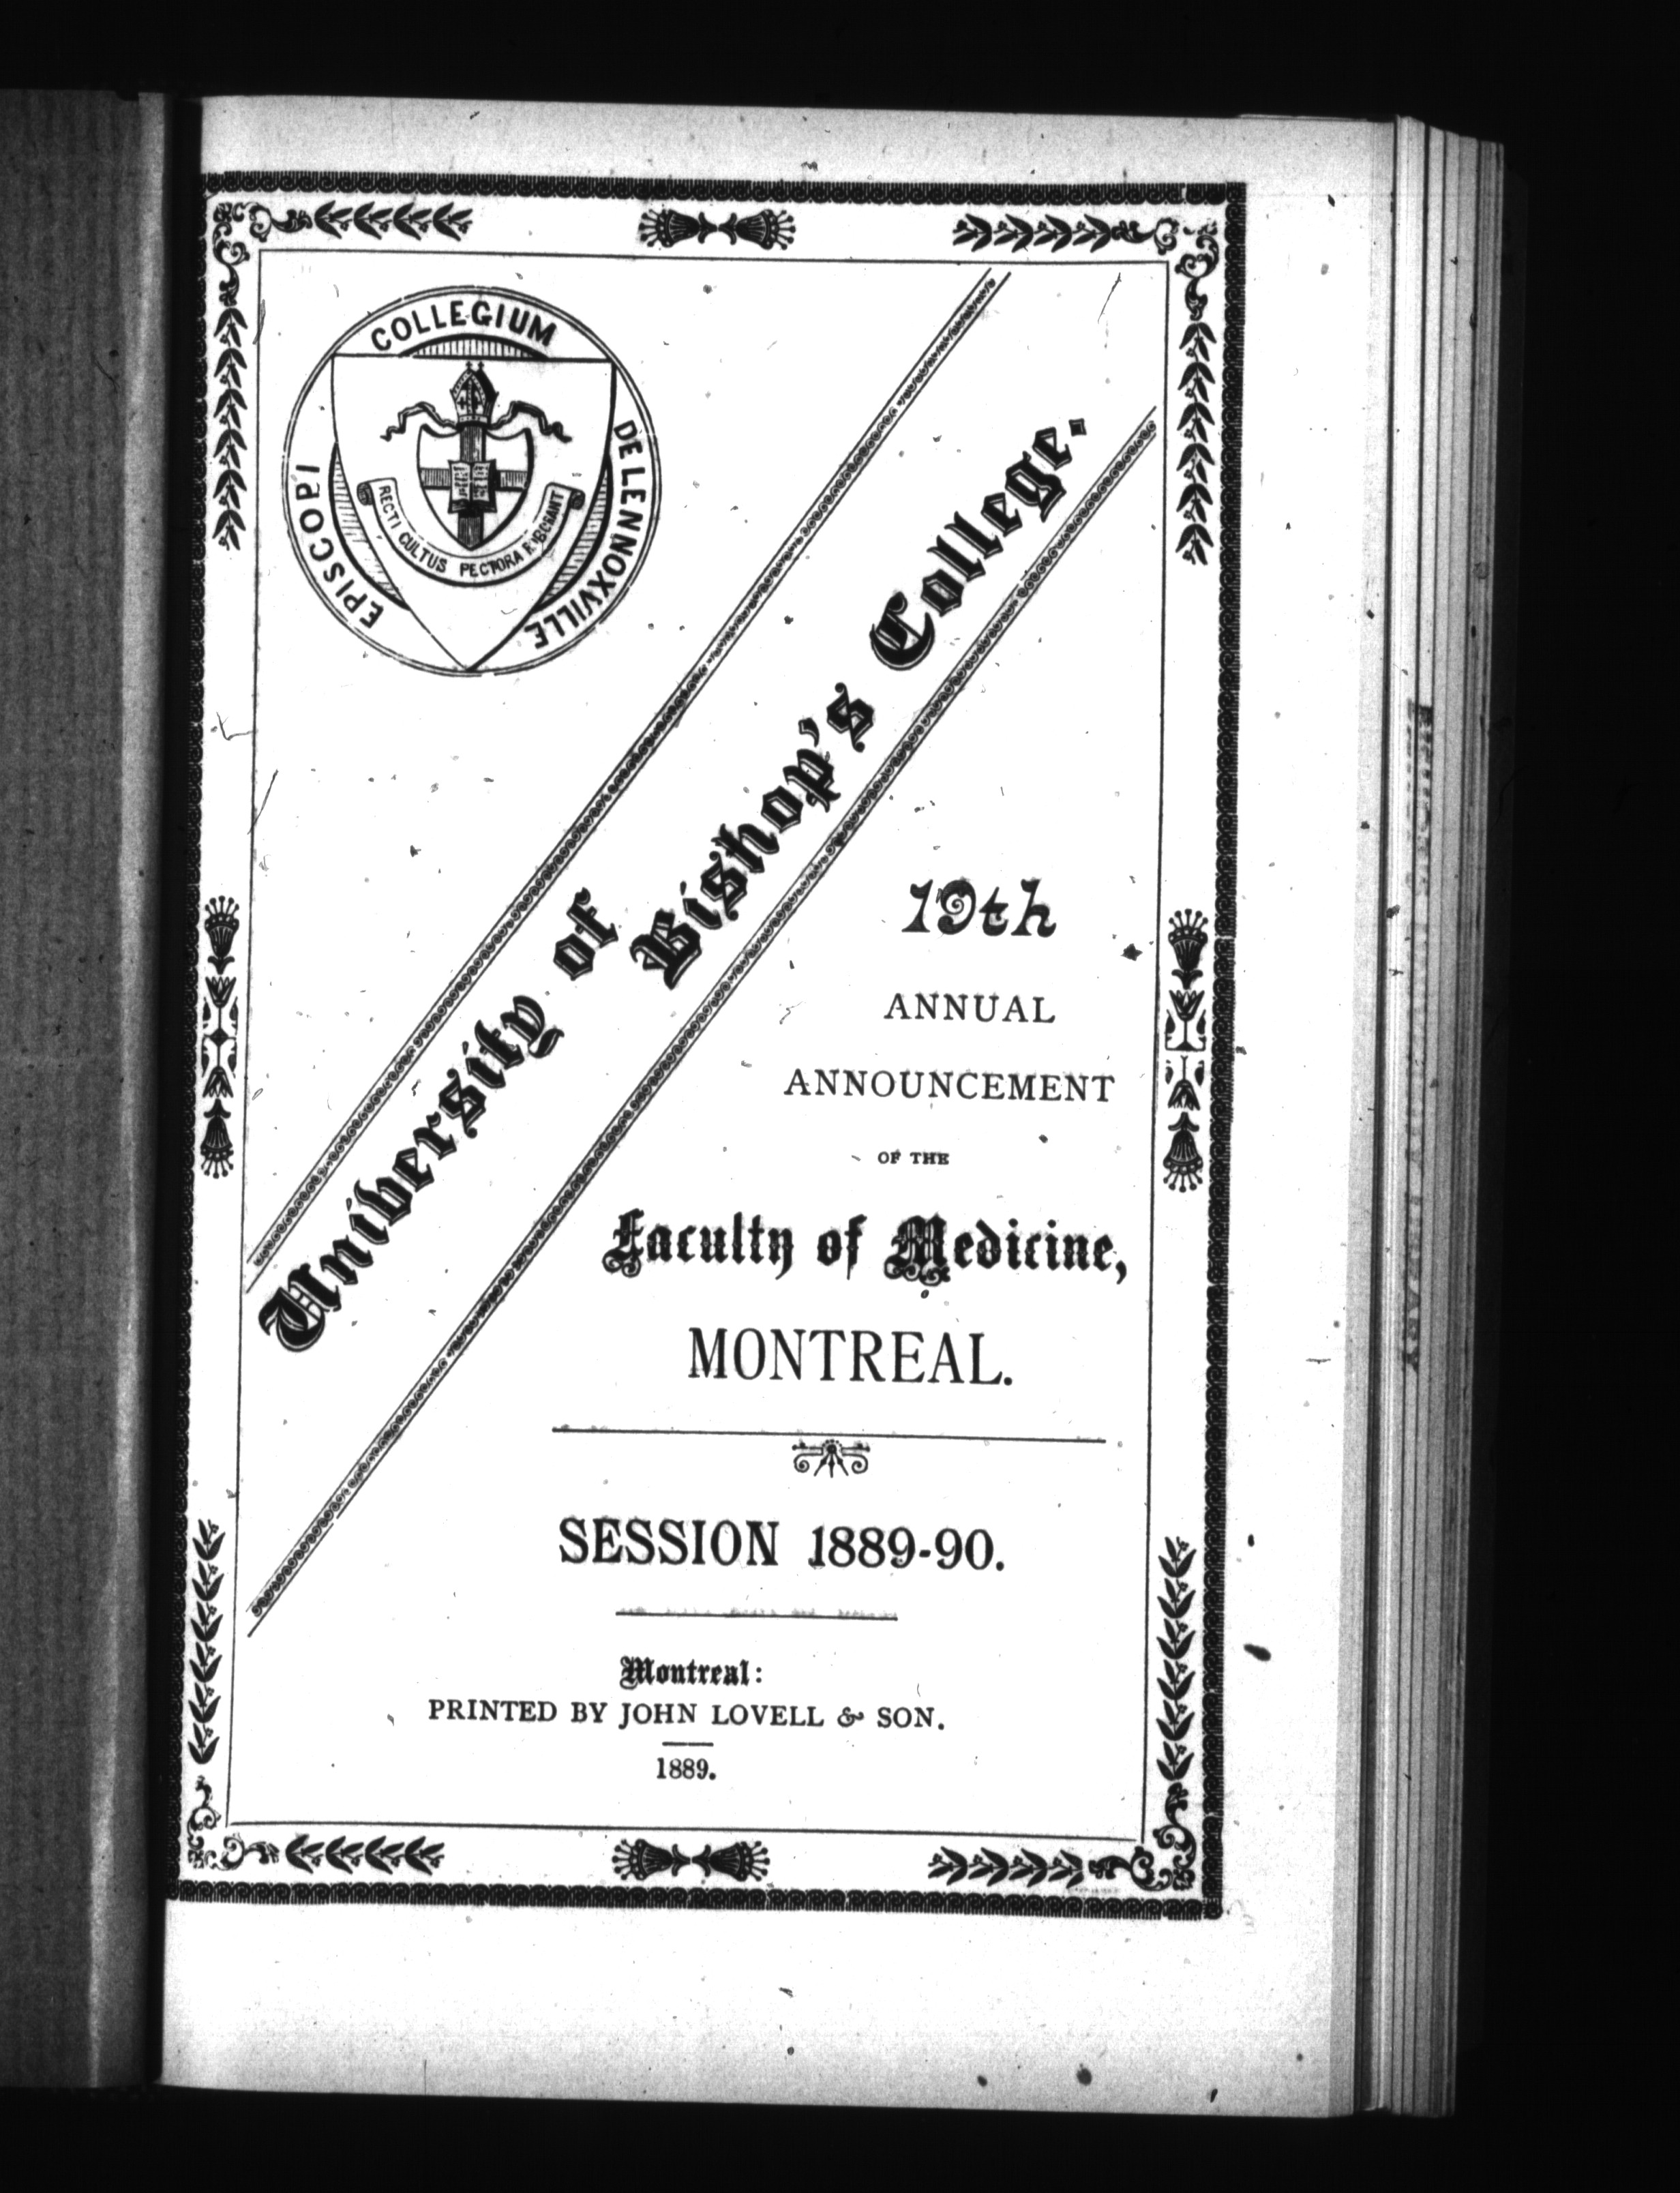 COLLEGIUM
EPISCOPI
DE LENNOXVILLE
RECTI CULTUS PECTORA ROBORANT
University of Bishop's College.
19th
ANNUAL
ANNOUNCEMENT
OF THE
Faculty of Medicine,
MONTREAL.
SESSION 1889-90.
Montreal:
PRINTED BY JOHN LOVELL & SON.
1889.